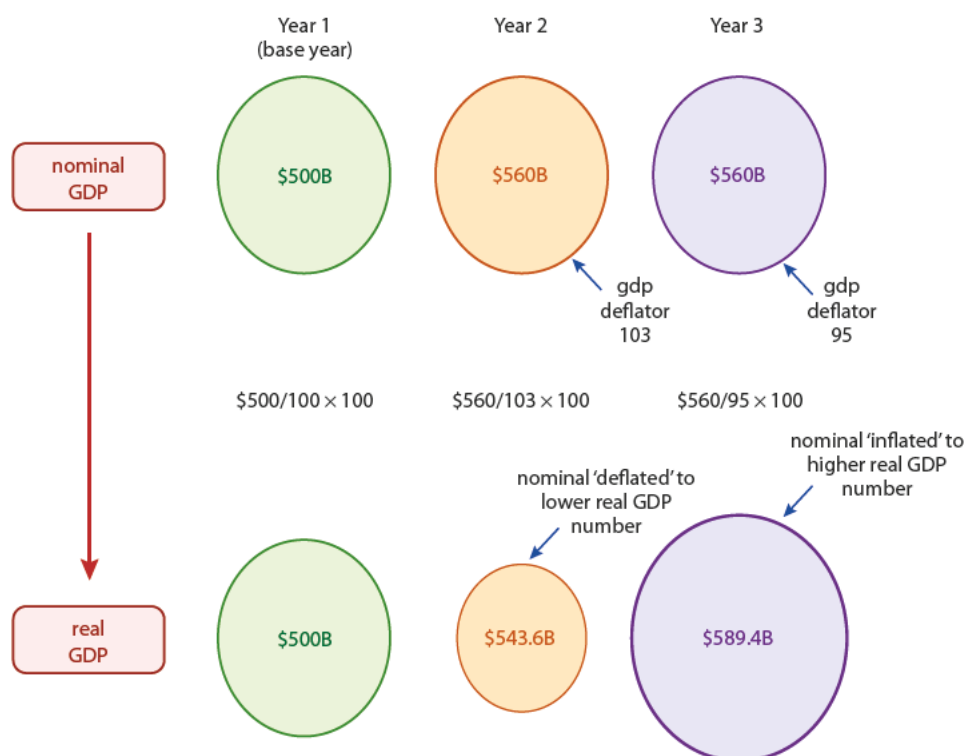 Year 1
(base year)
Year 2
Year 3
nominal
GDP
$500B
$560B
$560B
gdp
deflator
103
gdp
deflator
95
$500/100 × 100
$560/103 × 100
$560/95 × 100
nominal ‘deflated’ to
lower real GDP
number
nominal ‘inflated’ to
higher real GDP
number
real
GDP
$500B
$543.6B
$589.4B